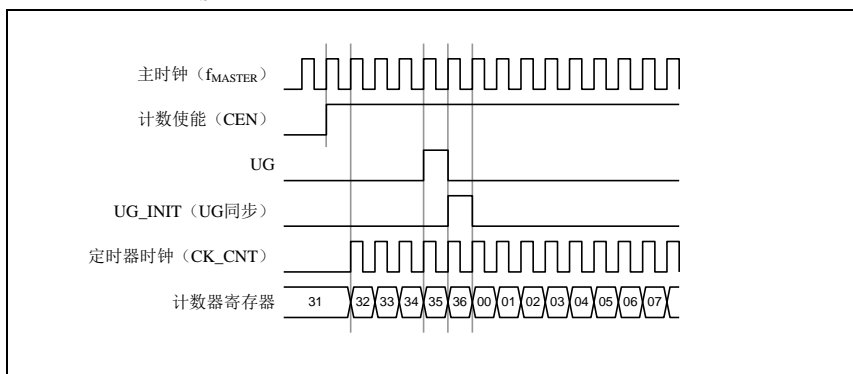 主时钟（fMASTER）
计数使能（CEN）
UG
UG_INIT（UG同步）
定时器时钟（CK_CNT）
计数器寄存器 31 32 33 34 35 36 00 01 02 03 04 05 06 07